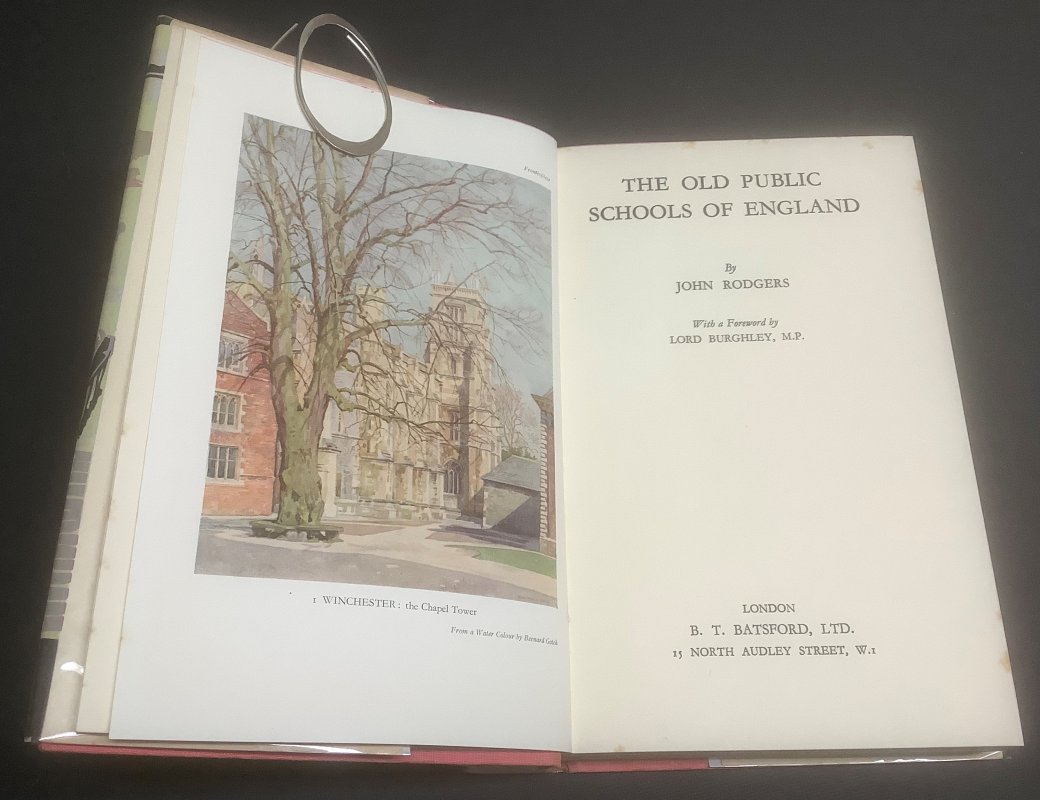 Frontispiece
1 WINCHESTER: the Chapel Tower
From a Water Colour by Bernard Gotch
THE OLD PUBLIC
SCHOOLS OF ENGLAND
By
JOHN RODGERS
With a Foreword by
LORD BURGHLEY, M.P.
LONDON
B. T. BATSFORD, LTD.
15 NORTH AUDLEY STREET, W.1